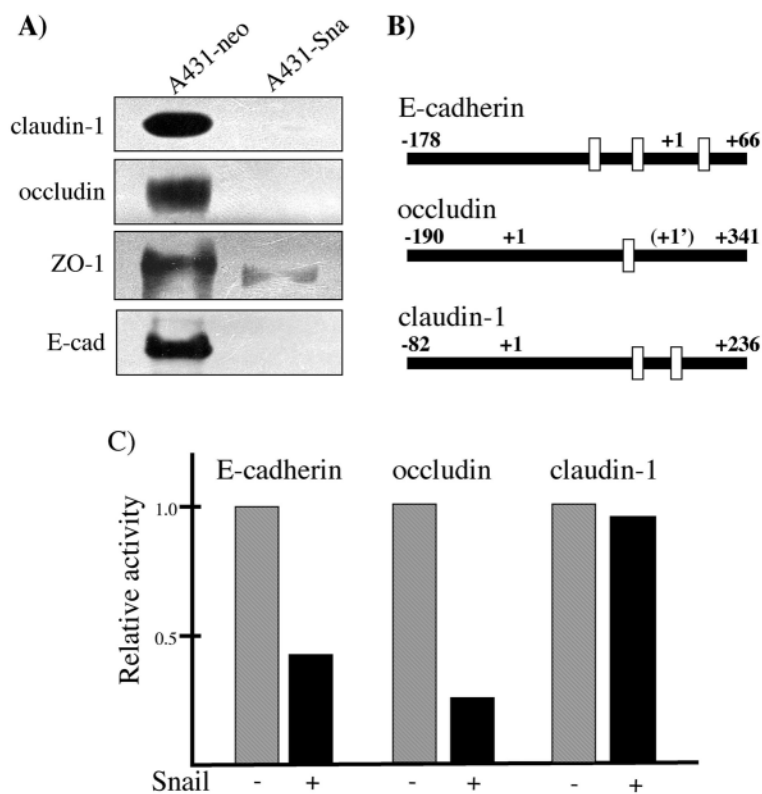 A)
A431-neo
A431-Sna
claudin-1
occludin
ZO-1
E-cad
B)
E-cadherin
-178 +1 +66
occludin
-190 +1 (+1’) +341
claudin-1
-82 +1 +236
C)
E-cadherin occludin claudin-1
Relative activity
1.0
0.5
Snail - + - + - +